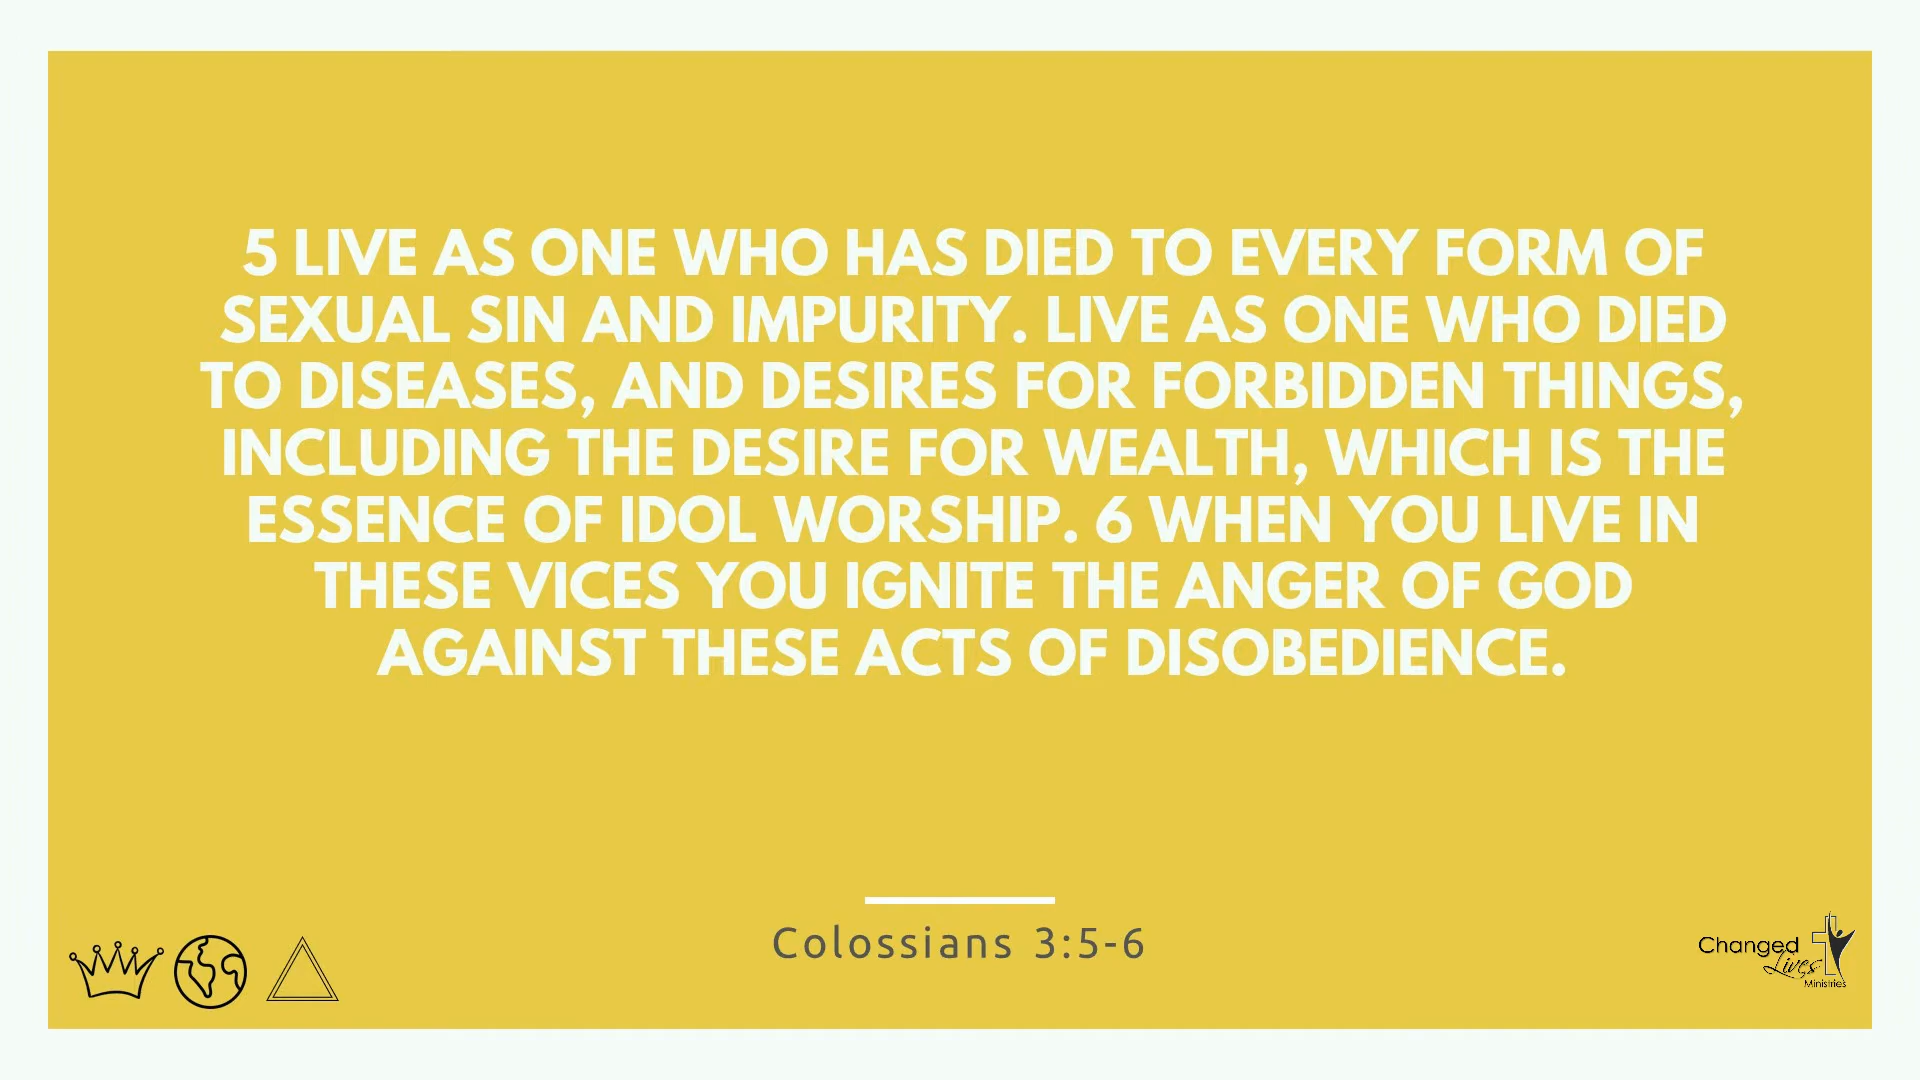 5 LIVE AS ONE WHO HAS DIED TO EVERY FORM OF
SEXUAL SIN AND IMPURITY. LIVE AS ONE WHO DIED
TO DISEASES, AND DESIRES FOR FORBIDDEN THINGS,
INCLUDING THE DESIRE FOR WEALTH, WHICH IS THE
ESSENCE OF IDOL WORSHIP. 6 WHEN YOU LIVE IN
THESE VICES YOU IGNITE THE ANGER OF GOD
AGAINST THESE ACTS OF DISOBEDIENCE.
Colossians 3:5-6
Changed
Lives
Ministries